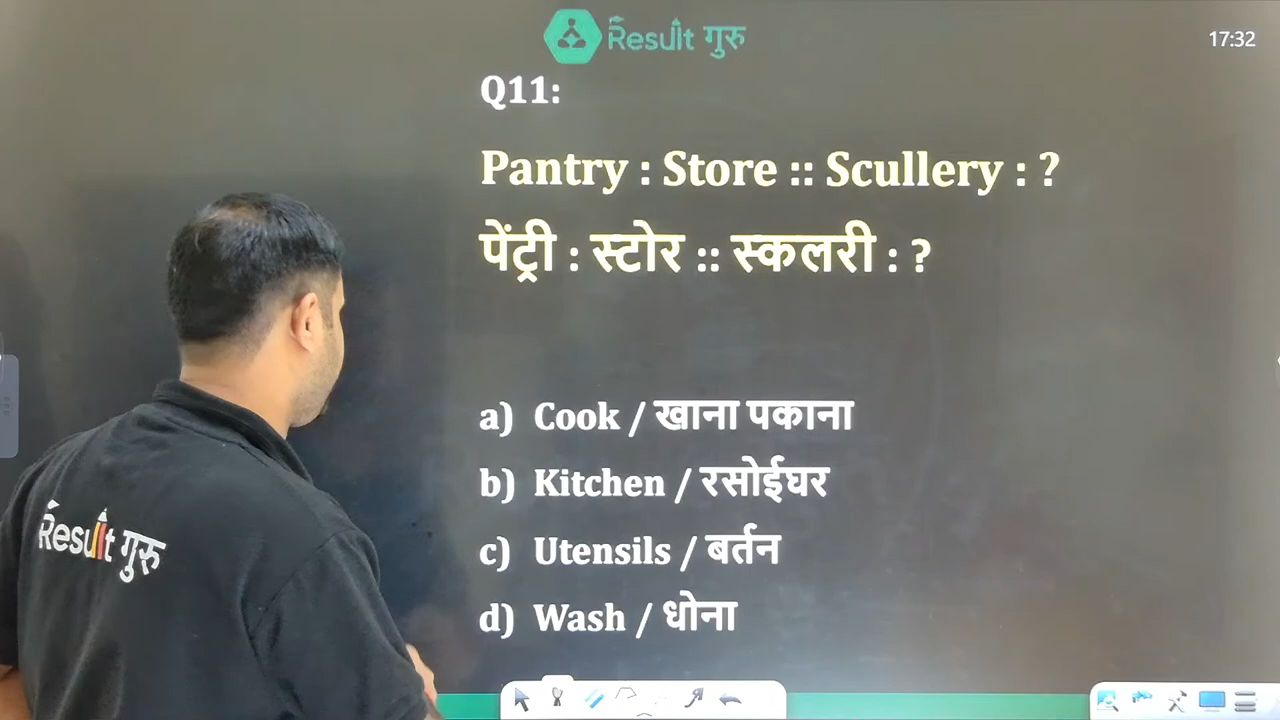 Result गुरु
17:32
Q11:
Pantry : Store :: Scullery : ?
पेंट्री : स्टोर :: स्कलरी : ?
a) Cook / खाना पकाना
b) Kitchen / रसोईघर
c) Utensils / बर्तन
d) Wash / धोना
Result गुरु